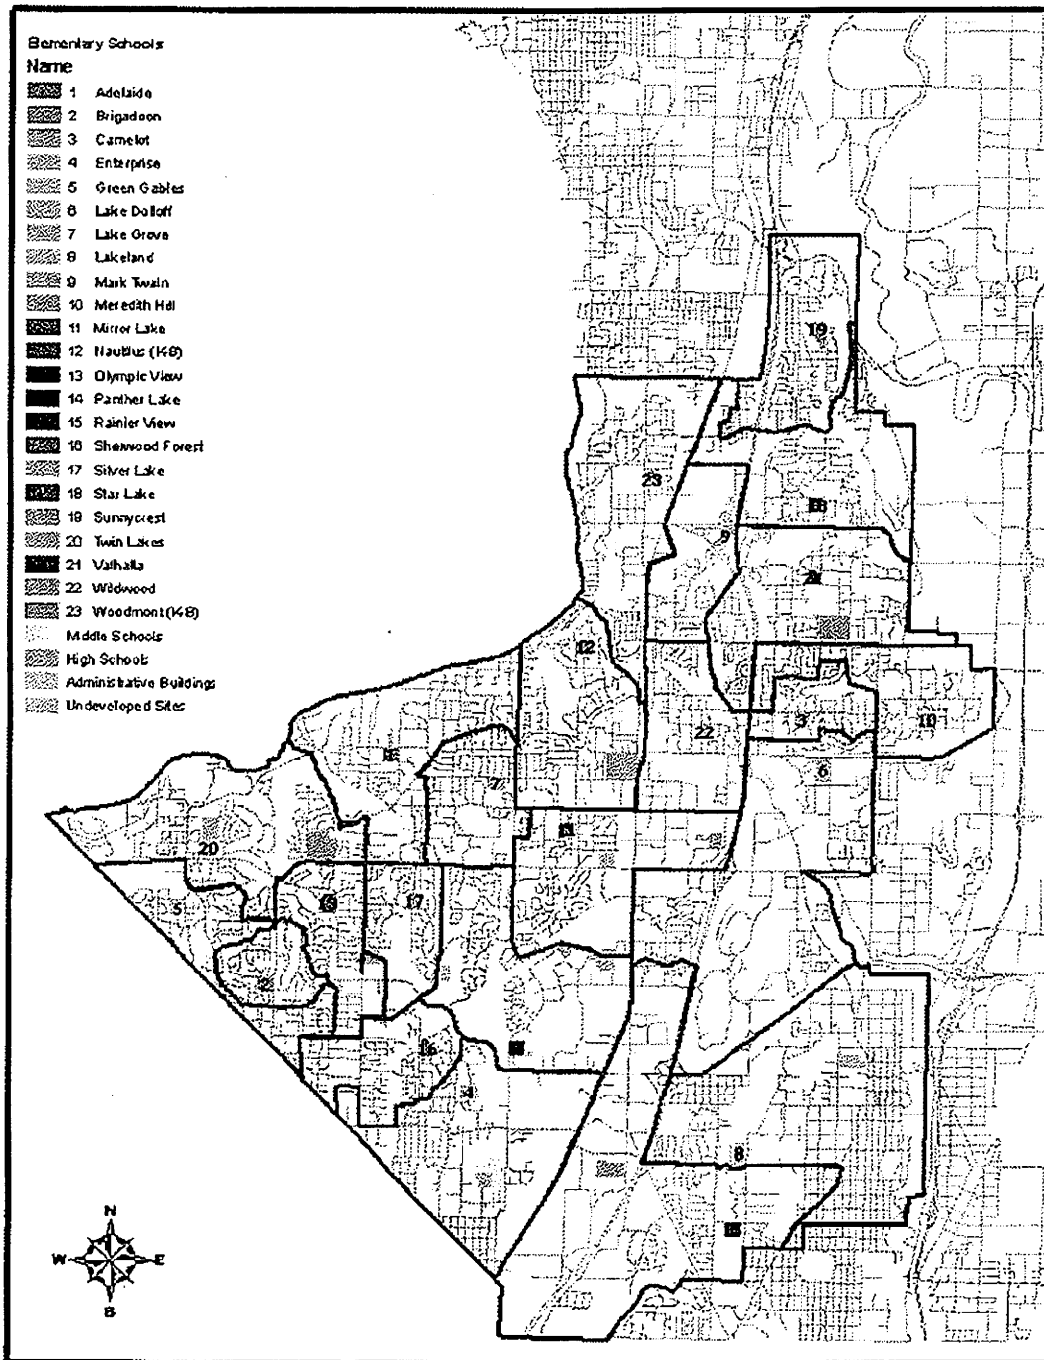 Elementary Schools
Name
1 Adelaide
2 Brigadoon
3 Camelot
4 Enterprise
5 Green Gables
6 Lake Dolloff
7 Lake Grove
8 Lakeland
9 Mark Twain
10 Meredith Hill
11 Mirror Lake
12 Nautilus (K-8)
13 Olympic View
14 Panther Lake
15 Rainier View
16 Sherwood Forest
17 Silver Lake
18 Star Lake
19 Sunnycrest
20 Twin Lakes
21 Valhalla
22 Wildwood
23 Woodmont (K-8)
Middle Schools
High Schools
Administrative Buildings
Undeveloped Sites
19
23
18
9
12
3
10
22
6
7
20
5
17
2
16
4
8
N
W
E
S